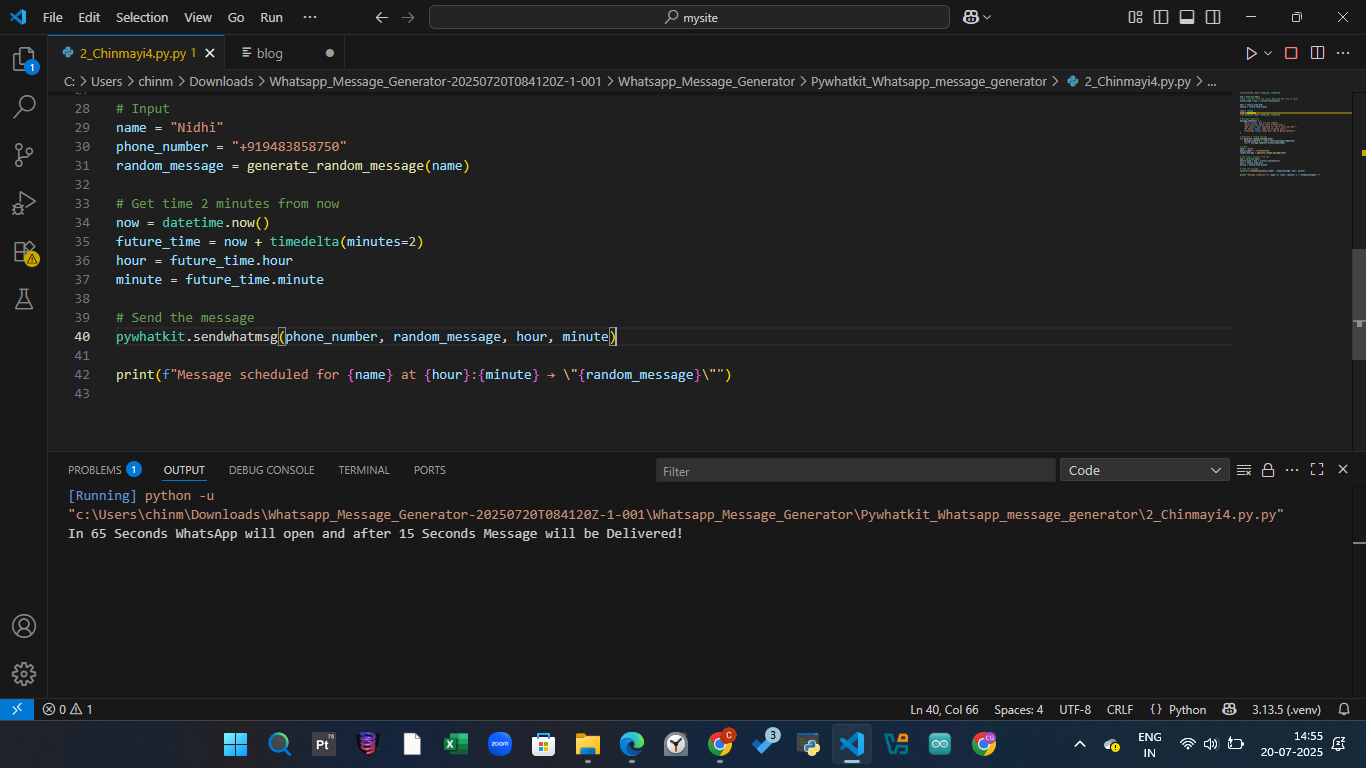 File Edit Selection View Go Run ··· mysite
2_Chinmayi4.py.py 1 blog
C: > Users > chinm > Downloads > Whatsapp_Message_Generator-20250720T084120Z-1-001 > Whatsapp_Message_Generator > Pywhatkit_Whatsapp_message_generator > 2_Chinmayi4.py.py > ...
28 # Input
29 name = "Nidhi"
30 phone_number = "+919483858750"
31 random_message = generate_random_message(name)
32
33 # Get time 2 minutes from now
34 now = datetime.now()
35 future_time = now + timedelta(minutes=2)
36 hour = future_time.hour
37 minute = future_time.minute
38
39 # Send the message
40 pywhatkit.sendwhatmsg(phone_number, random_message, hour, minute)
41
42 print(f"Message scheduled for {name} at {hour}:{minute} → \"{random_message}\"")
43
PROBLEMS 1 OUTPUT DEBUG CONSOLE TERMINAL PORTS Filter Code
[Running] python -u
"c:\Users\chinm\Downloads\Whatsapp_Message_Generator-20250720T084120Z-1-001\Whatsapp_Message_Generator\Pywhatkit_Whatsapp_message_generator\2_Chinmayi4.py.py"
In 65 Seconds WhatsApp will open and after 15 Seconds Message will be Delivered!
0 1 Ln 40, Col 66 Spaces: 4 UTF-8 CRLF {} Python 3.13.5 (.venv)
Pt 78 zoom C 3 CG ENG 14:55
IN 20-07-2025